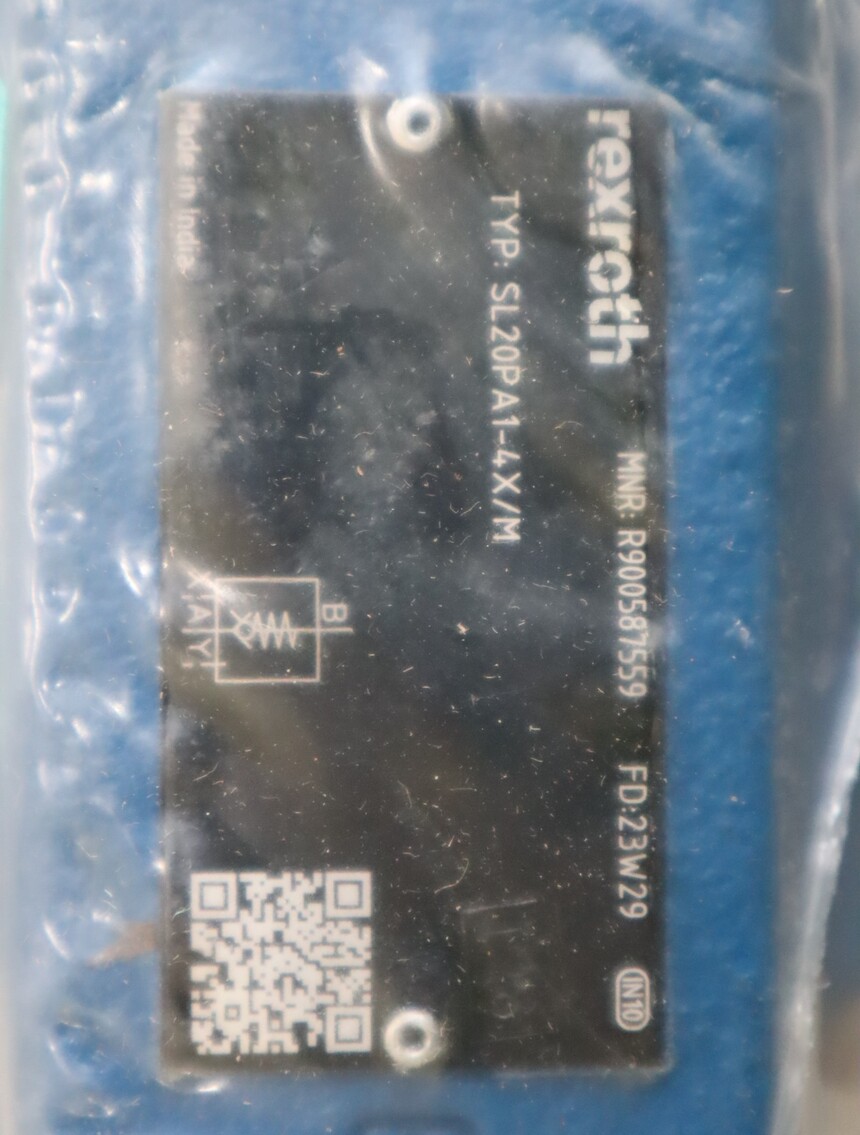 rexroth
MNR: R900587559 FD:23W29 IN10
TYP: SL20PA1-4X/M
B
X A Y
Made in India